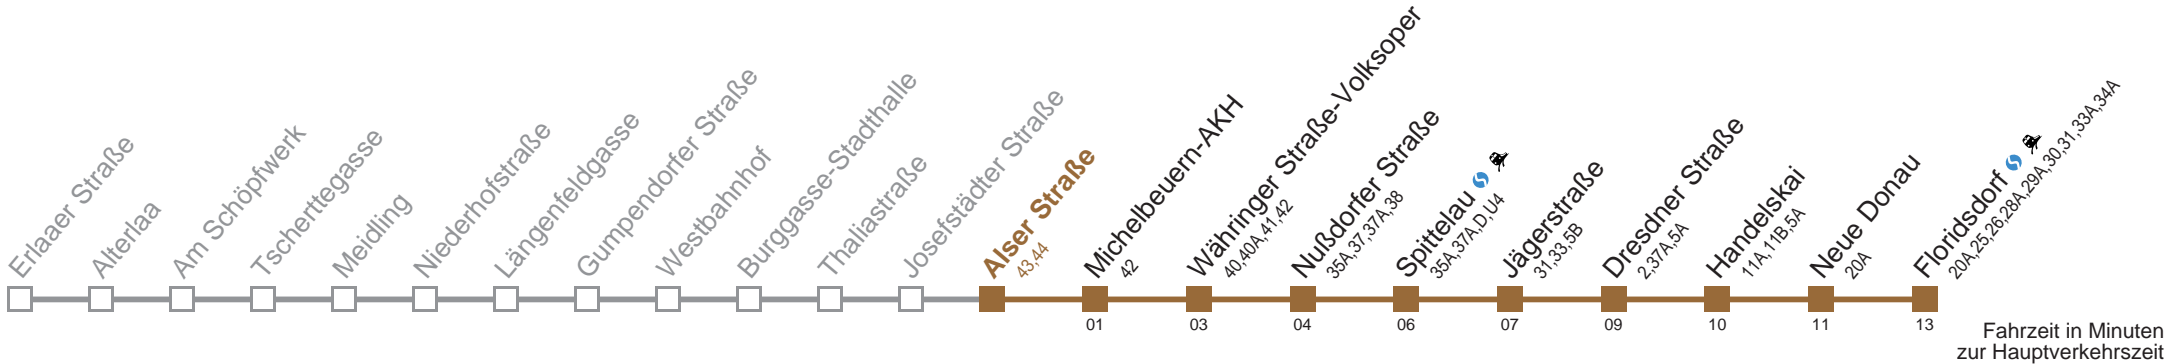 Erlaaer Straße
Alterlaa
Am Schöpfwerk
Tscherttegasse
Meidling
Niederhofstraße
Längenfeldgasse
Gumpendorfer Straße
Westbahnhof
Burggasse-Stadthalle
Thaliastraße
Josefstädter Straße
Alser Straße
43,44
Michelbeuern-AKH
42
01
Währinger Straße-Volksoper
40,40A,41,42
03
Nußdorfer Straße
35A,37,37A,38
04
Spittelau
35A,37A,D,U4
06
Jägerstraße
31,33,5B
07
Dresdner Straße
2,37A,5A
09
Handelskai
11A,11B,5A
10
Neue Donau
20A
11
Floridsdorf
20A,25,26,28A,29A,30,31,33A,34A
13
Fahrzeit in Minuten
zur Hauptverkehrszeit